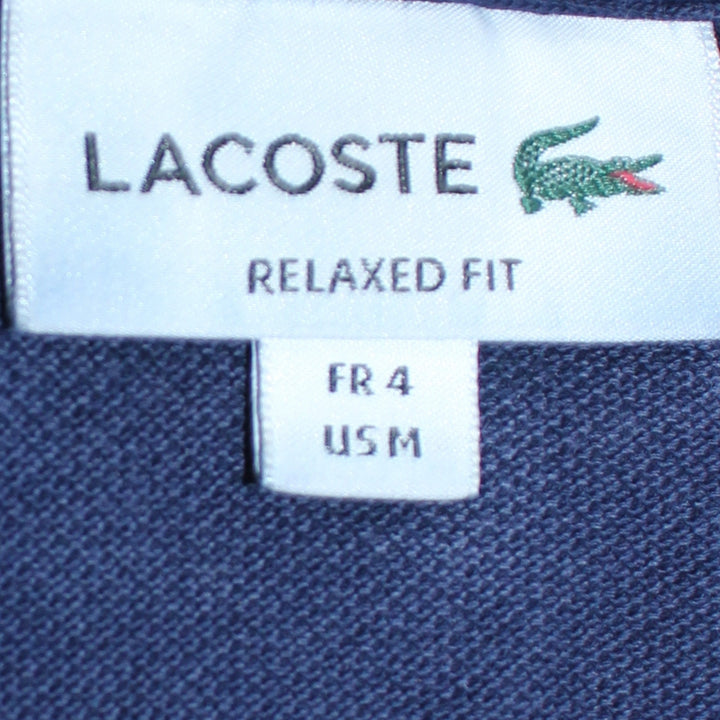 LACOSTE
RELAXED FIT
FR 4
US M